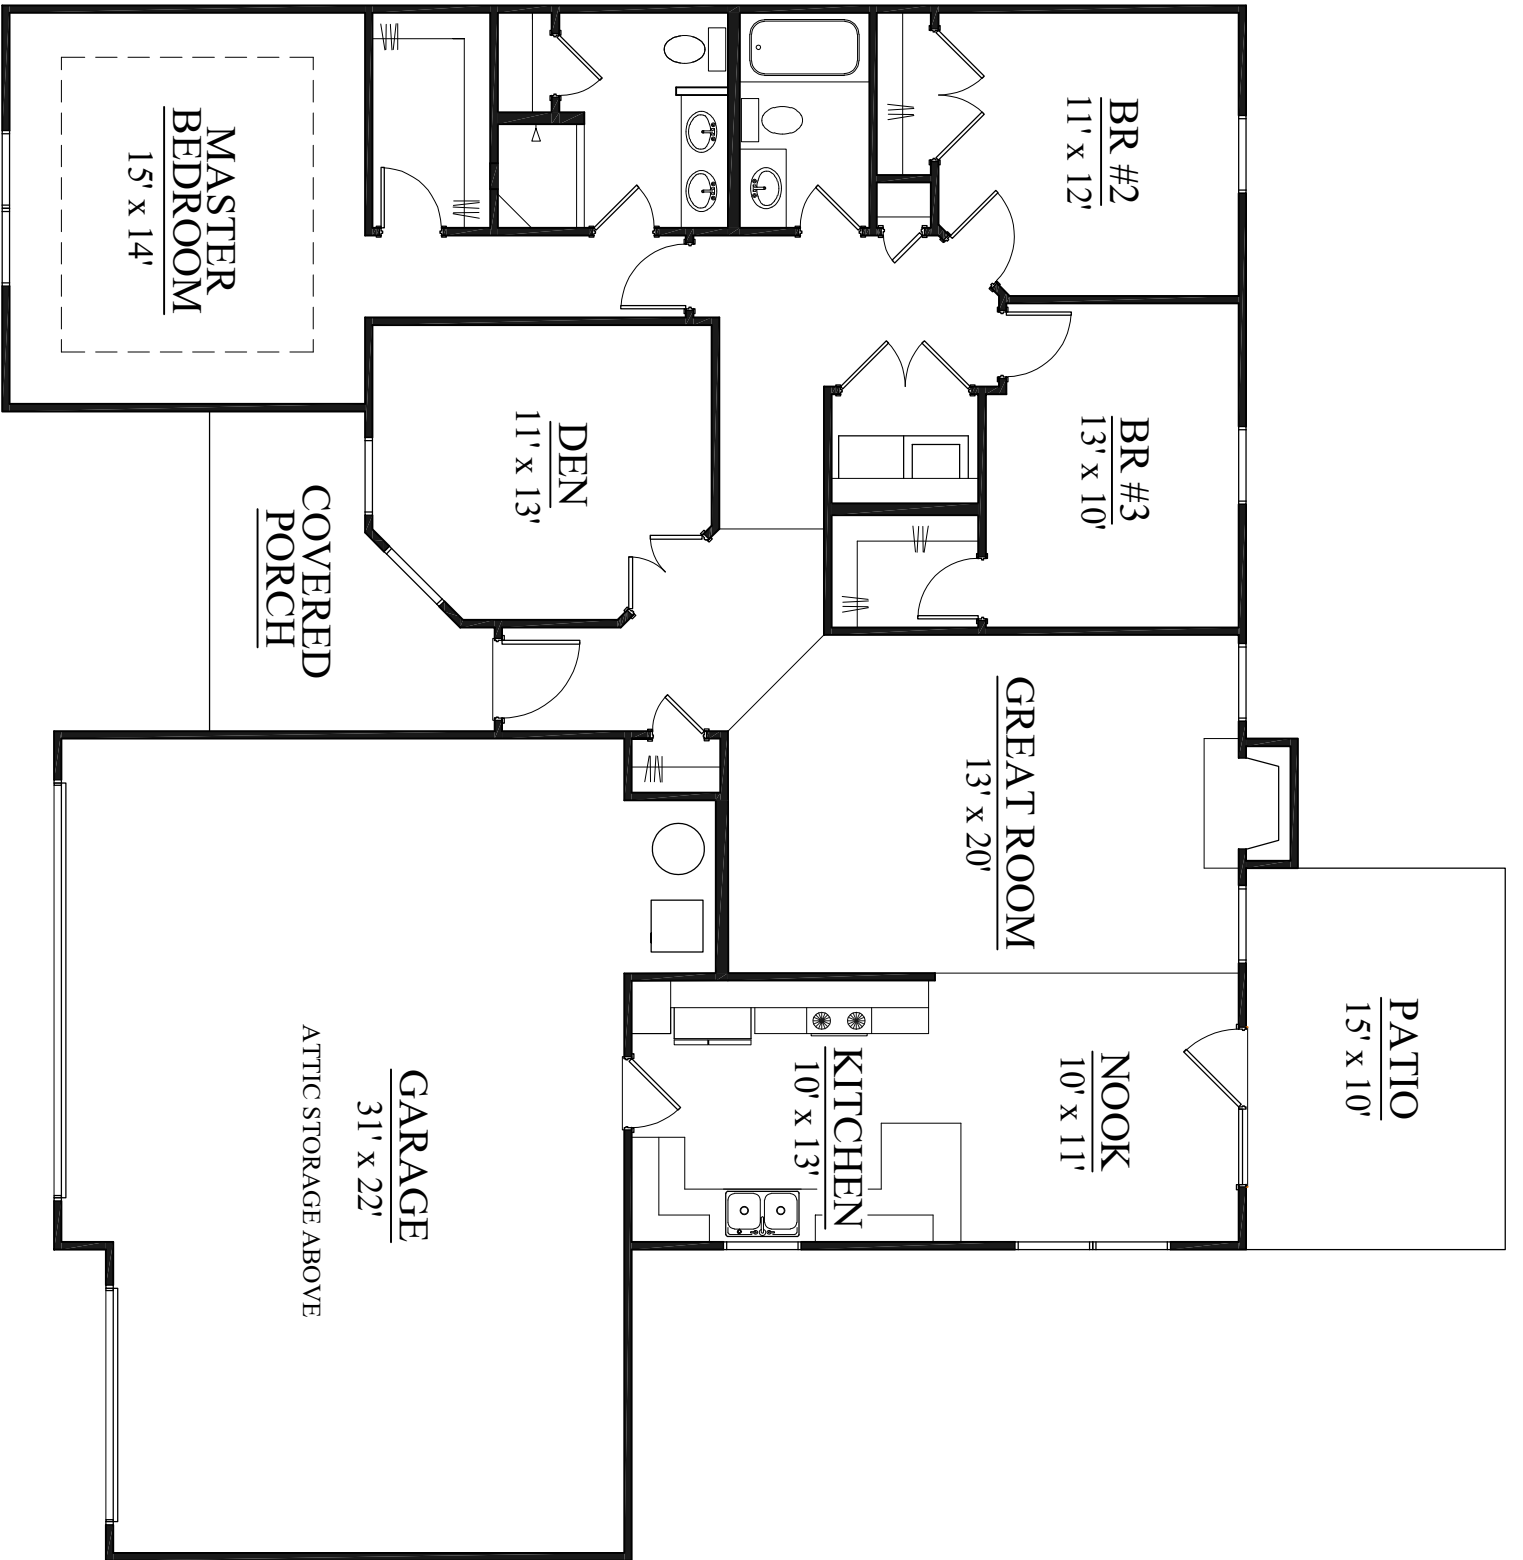 PATIO
15' x 10'
BR #2
11' x 12'
BR #3
13' x 10'
GREAT ROOM
13' x 20'
NOOK
10' x 11'
KITCHEN
10' x 13'
DEN
11' x 13'
MASTER
BEDROOM
15' x 14'
COVERED
PORCH
GARAGE
31' x 22'
ATTIC STORAGE ABOVE